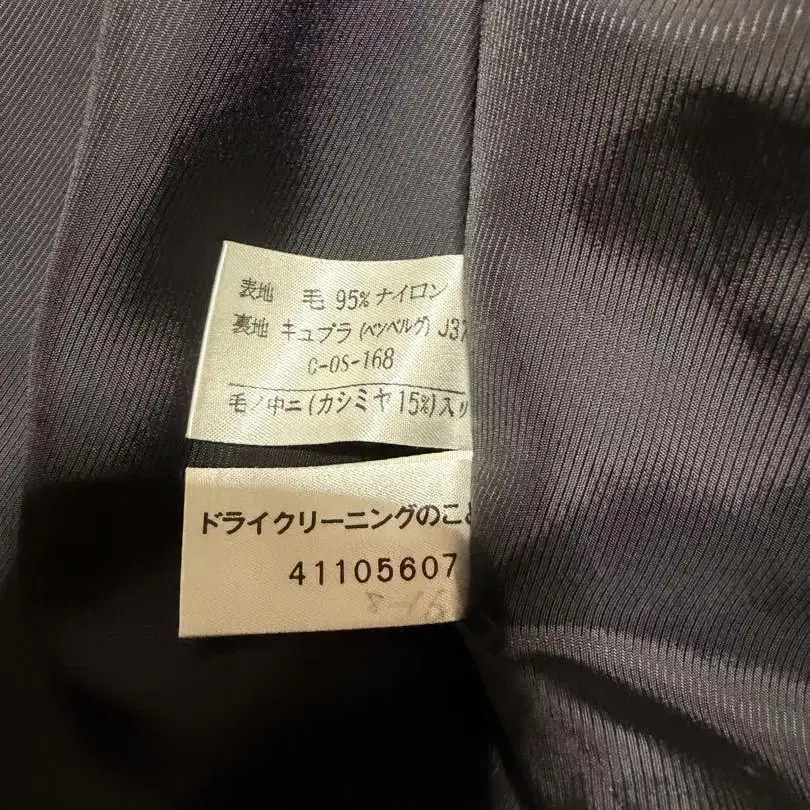 表地 毛 95% ナイロン
裏地 キュプラ (ベンベルグ) J37
C-OS-168
毛ノ中ニ (カシミヤ 15%) 入リ
ドライクリーニングのこと
41105607